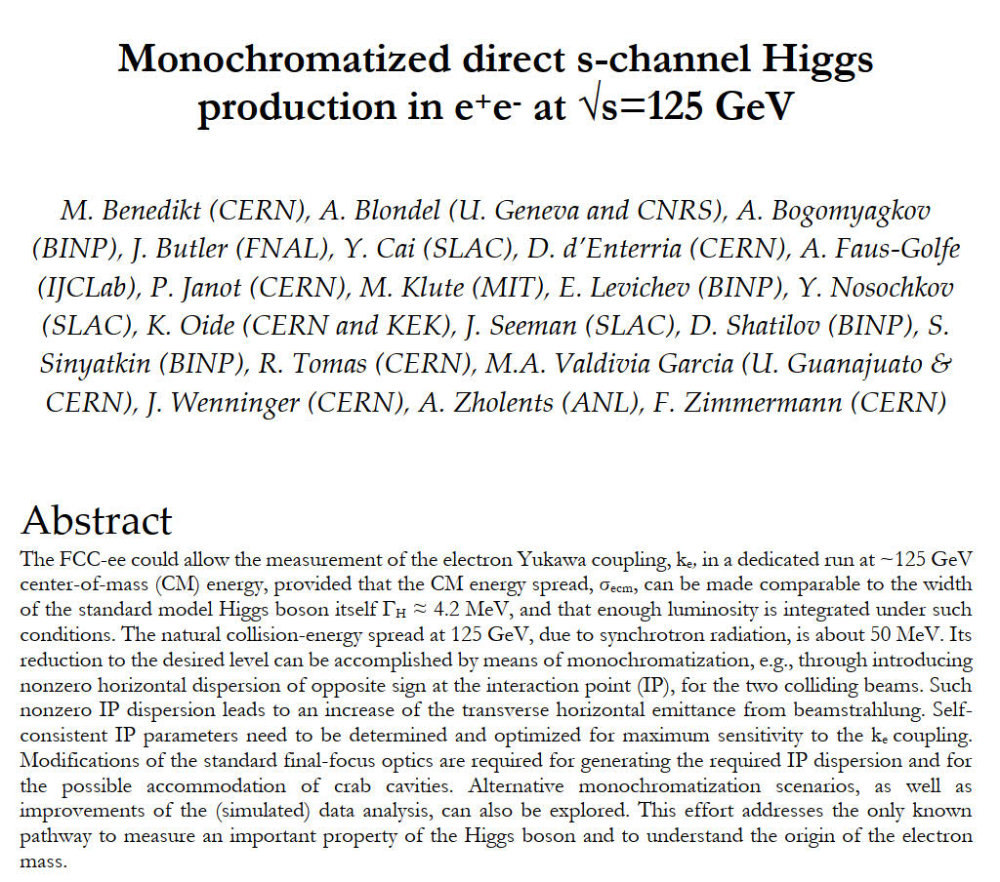 Monochromatized direct s-channel Higgs
production in e⁺e⁻ at √s=125 GeV
M. Benedikt (CERN), A. Blondel (U. Geneva and CNRS), A. Bogomyagkov
(BINP), J. Butler (FNAL), Y. Cai (SLAC), D. d’Enterria (CERN), A. Faus-Golfe
(IJCLab), P. Janot (CERN), M. Klute (MIT), E. Levichev (BINP), Y. Nosochkov
(SLAC), K. Oide (CERN and KEK), J. Seeman (SLAC), D. Shatilov (BINP), S.
Sinyatkin (BINP), R. Tomas (CERN), M.A. Valdivia Garcia (U. Guanajuato &
CERN), J. Wenninger (CERN), A. Zholents (ANL), F. Zimmermann (CERN)
Abstract
The FCC-ee could allow the measurement of the electron Yukawa coupling, kₑ, in a dedicated run at ~125 GeV
center-of-mass (CM) energy, provided that the CM energy spread, σecm, can be made comparable to the width
of the standard model Higgs boson itself ΓH ≈ 4.2 MeV, and that enough luminosity is integrated under such
conditions. The natural collision-energy spread at 125 GeV, due to synchrotron radiation, is about 50 MeV. Its
reduction to the desired level can be accomplished by means of monochromatization, e.g., through introducing
nonzero horizontal dispersion of opposite sign at the interaction point (IP), for the two colliding beams. Such
nonzero IP dispersion leads to an increase of the transverse horizontal emittance from beamstrahlung. Self-
consistent IP parameters need to be determined and optimized for maximum sensitivity to the kₑ coupling.
Modifications of the standard final-focus optics are required for generating the required IP dispersion and for
the possible accommodation of crab cavities. Alternative monochromatization scenarios, as well as
improvements of the (simulated) data analysis, can also be explored. This effort addresses the only known
pathway to measure an important property of the Higgs boson and to understand the origin of the electron
mass.